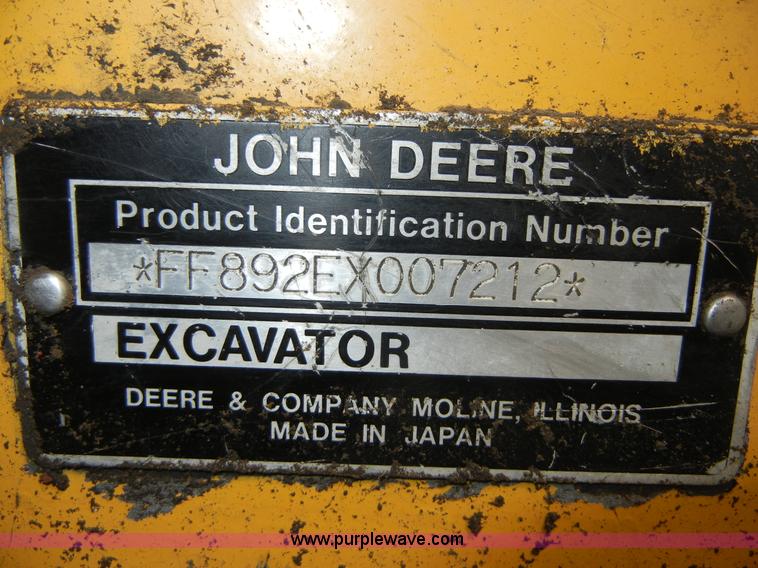 JOHN DEERE
Product Identification Number
*FF892EX007212*
EXCAVATOR
DEERE & COMPANY MOLINE, ILLINOIS
MADE IN JAPAN
www.purplewave.com